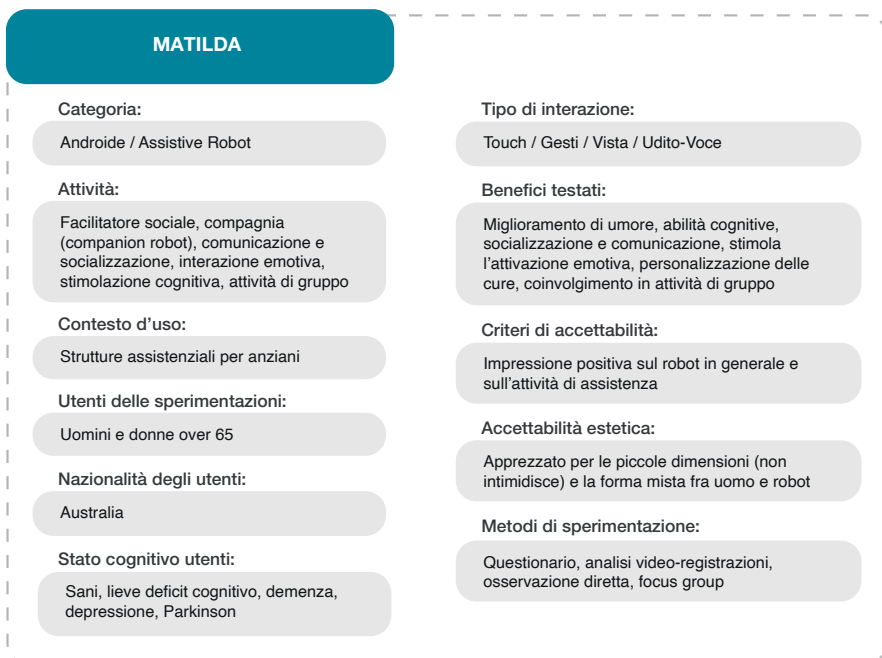 MATILDA
Categoria:
Androide / Assistive Robot
Attività:
Facilitatore sociale, compagnia
(companion robot), comunicazione e
socializzazione, interazione emotiva,
stimolazione cognitiva, attività di gruppo
Contesto d'uso:
Strutture assistenziali per anziani
Utenti delle sperimentazioni:
Uomini e donne over 65
Nazionalità degli utenti:
Australia
Stato cognitivo utenti:
Sani, lieve deficit cognitivo, demenza,
depressione, Parkinson
Tipo di interazione:
Touch / Gesti / Vista / Udito-Voce
Benefici testati:
Miglioramento di umore, abilità cognitive,
socializzazione e comunicazione, stimola
l'attivazione emotiva, personalizzazione delle
cure, coinvolgimento in attività di gruppo
Criteri di accettabilità:
Impressione positiva sul robot in generale e
sull'attività di assistenza
Accettabilità estetica:
Apprezzato per le piccole dimensioni (non
intimidisce) e la forma mista fra uomo e robot
Metodi di sperimentazione:
Questionario, analisi video-registrazioni,
osservazione diretta, focus group